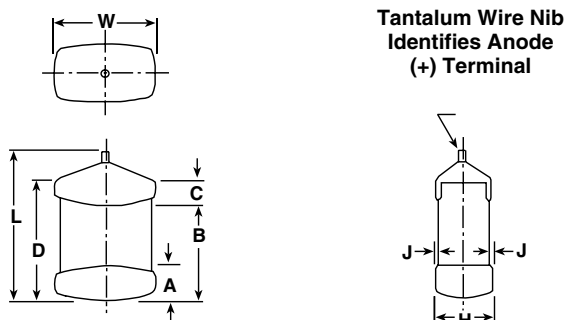 W
Tantalum Wire Nib
Identifies Anode
(+) Terminal
L
D
C
B
A
J
J
H